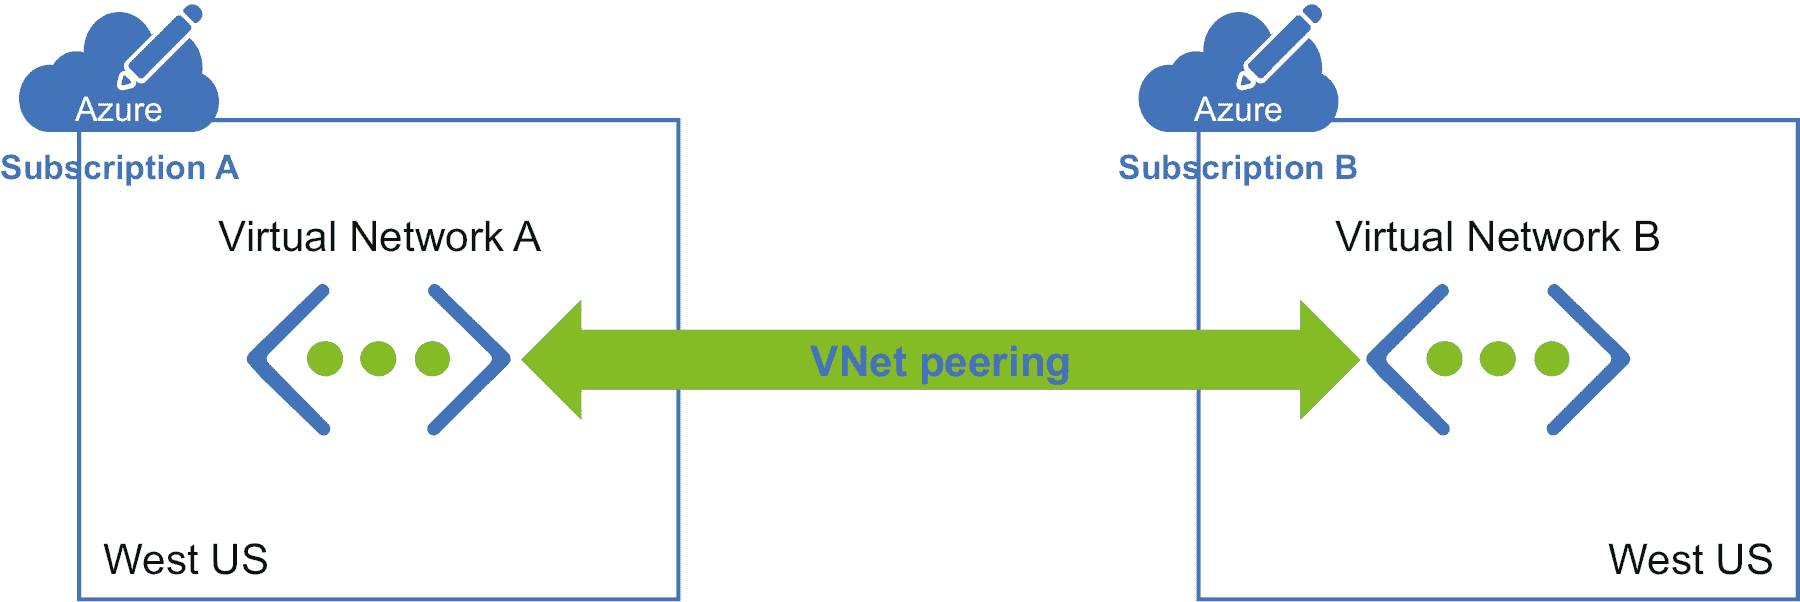 Azure
Subscription A
Virtual Network A
West US
VNet peering
Azure
Subscription B
Virtual Network B
West US